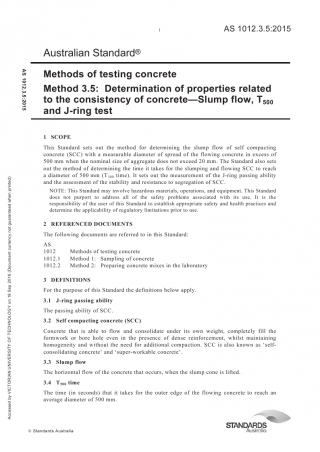 1
AS 1012.3.5:2015
Australian Standard®
Methods of testing concrete
Method 3.5: Determination of properties related
to the consistency of concrete—Slump flow, T500
and J-ring test
1 SCOPE
This Standard sets out the method for determining the slump flow of self compacting
concrete (SCC) with a measurable diameter of spread of the flowing concrete in excess of
500 mm when the nominal size of aggregate does not exceed 20 mm. The Standard also sets
out the method of determining the time it takes for the slumping and flowing SCC to reach
a diameter of 500 mm (T500 time). It sets out the measurement of the J-ring passing ability
and the assessment of the stability and resistance to segregation of SCC.
NOTE: This Standard may involve hazardous materials, operations, and equipment. This Standard
does not purport to address all of the safety problems associated with its use. It is the
responsibility of the user of this Standard to establish appropriate safety and health practices and
determine the applicability of regulatory limitations prior to use.
2 REFERENCED DOCUMENTS
The following documents are referred to in this Standard:
AS
1012 Methods of testing concrete
1012.1 Method 1: Sampling of concrete
1012.2 Method 2: Preparing concrete mixes in the laboratory
3 DEFINITIONS
For the purpose of this Standard the definitions below apply.
3.1 J-ring passing ability
The passing ability of SCC.
3.2 Self compacting concrete (SCC)
Concrete that is able to flow and consolidate under its own weight, completely fill the
formwork or bore hole even in the presence of dense reinforcement, whilst maintaining
homogeneity and without the need for additional compaction. SCC is also known as 'self-
consolidating concrete' and 'super-workable concrete'.
3.3 Slump flow
The horizontal flow of the concrete that occurs, when the slump cone is lifted.
3.4 T500 time
The time (in seconds) that it takes for the outer edge of the flowing concrete to reach an
average diameter of 500 mm.
© Standards Australia
STANDARDS
Australia
AS 1012.3.5:2015
Accessed by VICTORIAN UNIVERSITY OF TECHNOLOGY on 16 Sep 2016 (Document currency not guaranteed when printed)